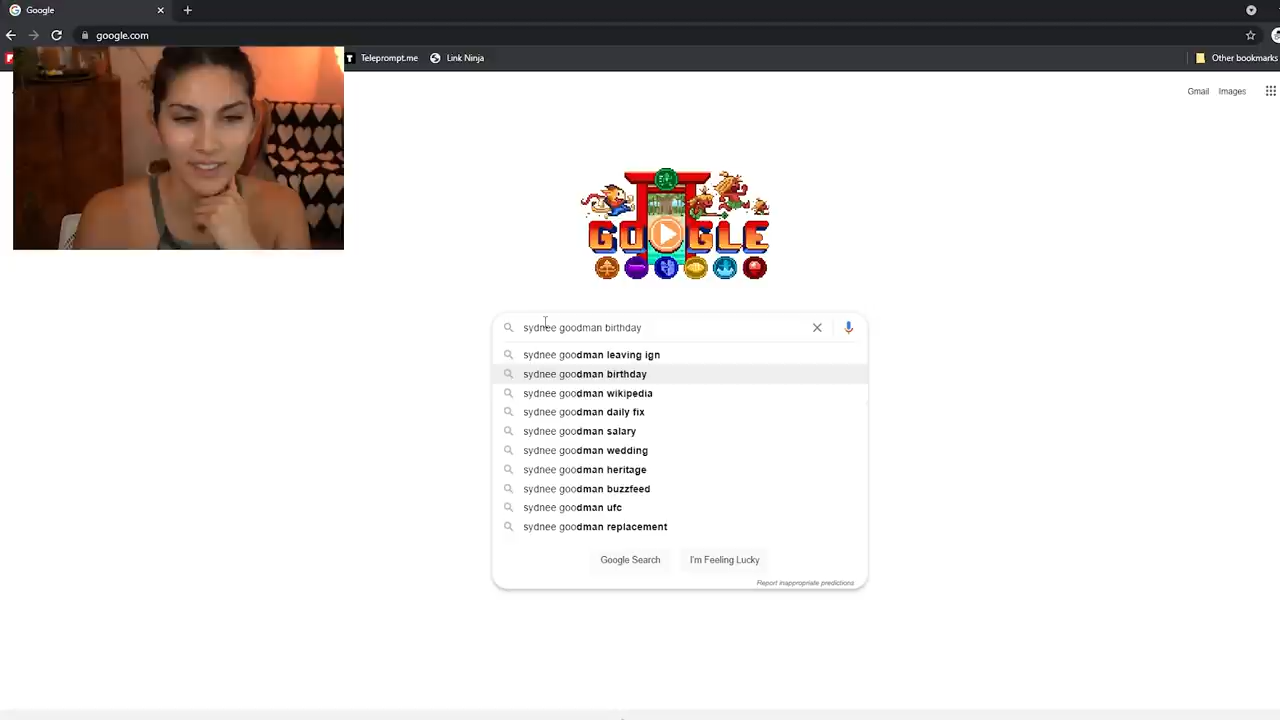 Google
google.com
Teleprompt.me
Link Ninja
Other bookmarks
Gmail
Images
GOOGLE
sydnee goodman birthday
sydnee goodman leaving ign
sydnee goodman birthday
sydnee goodman wikipedia
sydnee goodman daily fix
sydnee goodman salary
sydnee goodman wedding
sydnee goodman heritage
sydnee goodman buzzfeed
sydnee goodman ufc
sydnee goodman replacement
Google Search
I'm Feeling Lucky
Report inappropriate predictions